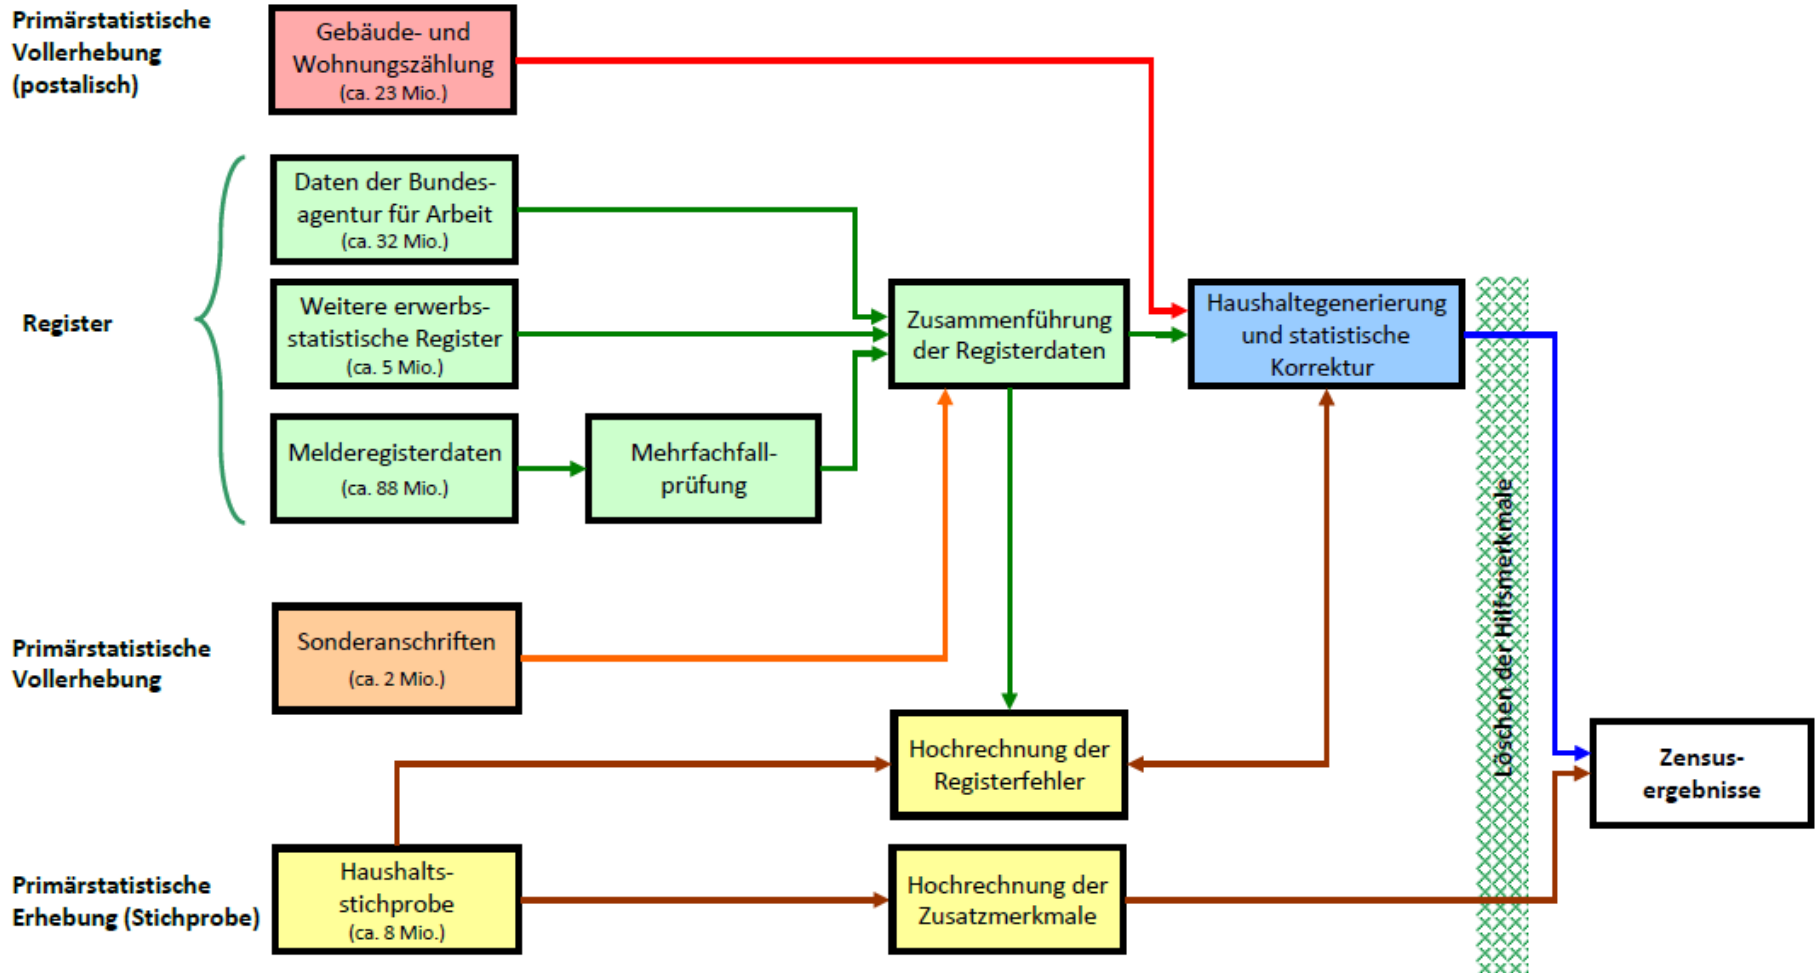 Primärstatistische
Vollerhebung
(postalisch)
Gebäude- und
Wohnungszählung
(ca. 23 Mio.)
Register
Daten der Bundes-
agentur für Arbeit
(ca. 32 Mio.)
Weitere erwerbs-
statistische Register
(ca. 5 Mio.)
Melderegisterdaten
(ca. 88 Mio.)
Mehrfachfall-
prüfung
Zusammenführung
der Registerdaten
Haushaltegenerierung
und statistische
Korrektur
Primärstatistische
Vollerhebung
Sonderanschriften
(ca. 2 Mio.)
Hochrechnung der
Registerfehler
Löschen der Hilfsmerkmale
Zensus-
ergebnisse
Primärstatistische
Erhebung (Stichprobe)
Haushalts-
stichprobe
(ca. 8 Mio.)
Hochrechnung der
Zusatzmerkmale